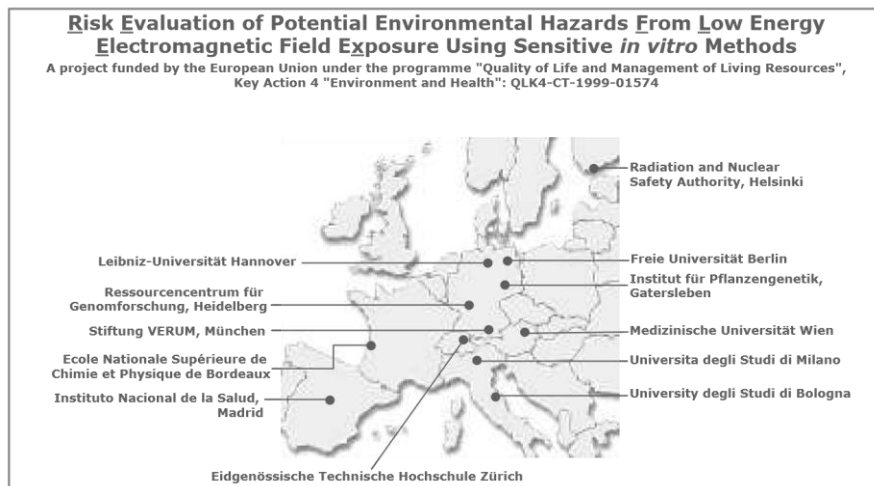 Risk Evaluation of Potential Environmental Hazards From Low Energy
Electromagnetic Field Exposure Using Sensitive in vitro Methods
A project funded by the European Union under the programme "Quality of Life and Management of Living Resources",
Key Action 4 "Environment and Health": QLK4-CT-1999-01574
Radiation and Nuclear
Safety Authority, Helsinki
Leibniz-Universität Hannover
Freie Universität Berlin
Institut für Pflanzengenetik,
Gatersleben
Ressourcencentrum für
Genomforschung, Heidelberg
Stiftung VERUM, München
Medizinische Universität Wien
Ecole Nationale Supérieure de
Chimie et Physique de Bordeaux
Universita degli Studi di Milano
Instituto Nacional de la Salud,
Madrid
University degli Studi di Bologna
Eidgenössische Technische Hochschule Zürich